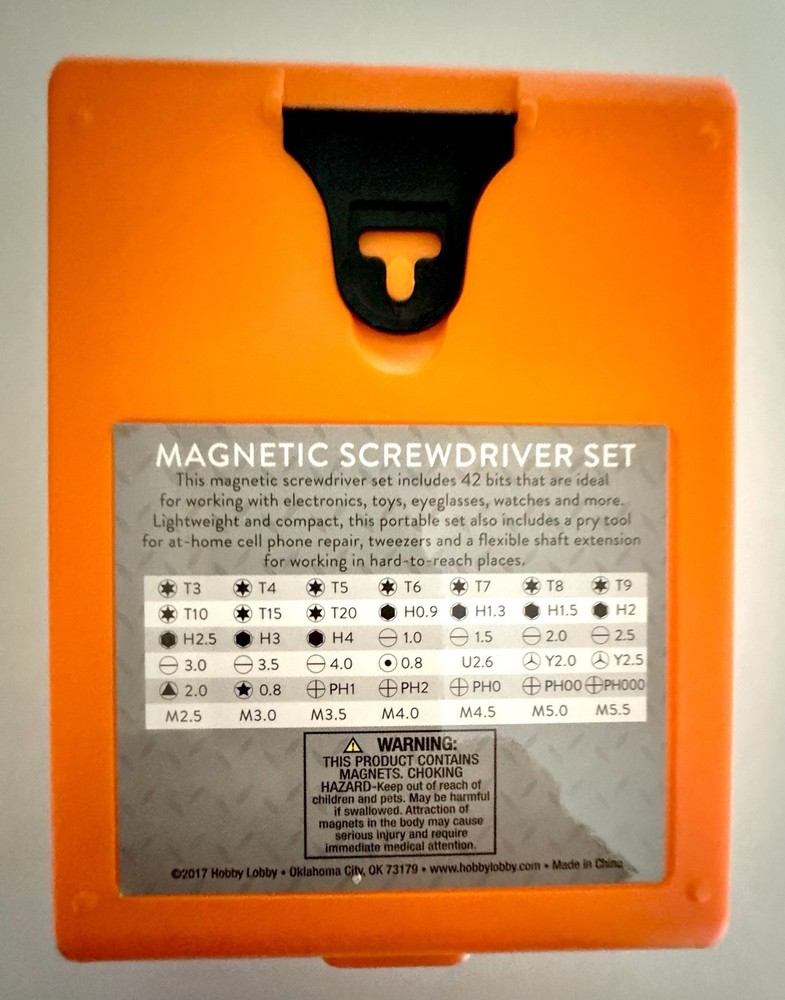 MAGNETIC SCREWDRIVER SET
This magnetic screwdriver set includes 42 bits that are ideal
for working with electronics, toys, eyeglasses, watches and more.
Lightweight and compact, this portable set also includes a pry tool
for at-home cell phone repair, tweezers and a flexible shaft extension
for working in hard-to-reach places.
T3 T4 T5 T6 T7 T8 T9
T10 T15 T20 H0.9 H1.3 H1.5 H2
H2.5 H3 H4 1.0 1.5 2.0 2.5
3.0 3.5 4.0 0.8 U2.6 Y2.0 Y2.5
2.0 0.8 PH1 PH2 PH0 PH00 PH000
M2.5 M3.0 M3.5 M4.0 M4.5 M5.0 M5.5
WARNING:
THIS PRODUCT CONTAINS
MAGNETS. CHOKING
HAZARD-Keep out of reach of
children and pets. May be harmful
if swallowed. Attraction of
magnets in the body may cause
serious injury and require
immediate medical attention.
©2017 Hobby Lobby • Oklahoma City, OK 73179 • www.hobbylobby.com • Made in China